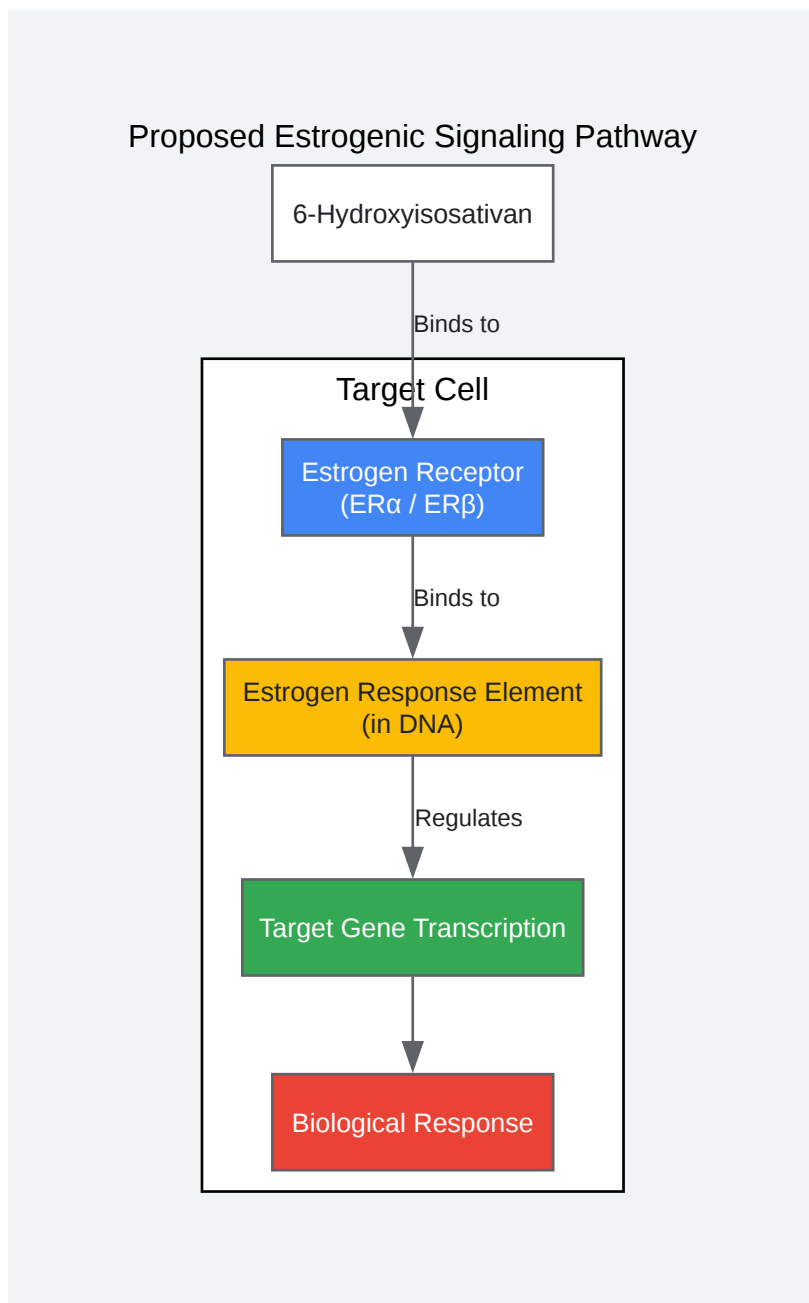 Proposed Estrogenic Signaling Pathway
6-Hydroxyisosativan
Binds to
Target Cell
Estrogen Receptor
(ERα / ERβ)
Binds to
Estrogen Response Element
(in DNA)
Regulates
Target Gene Transcription
Biological Response